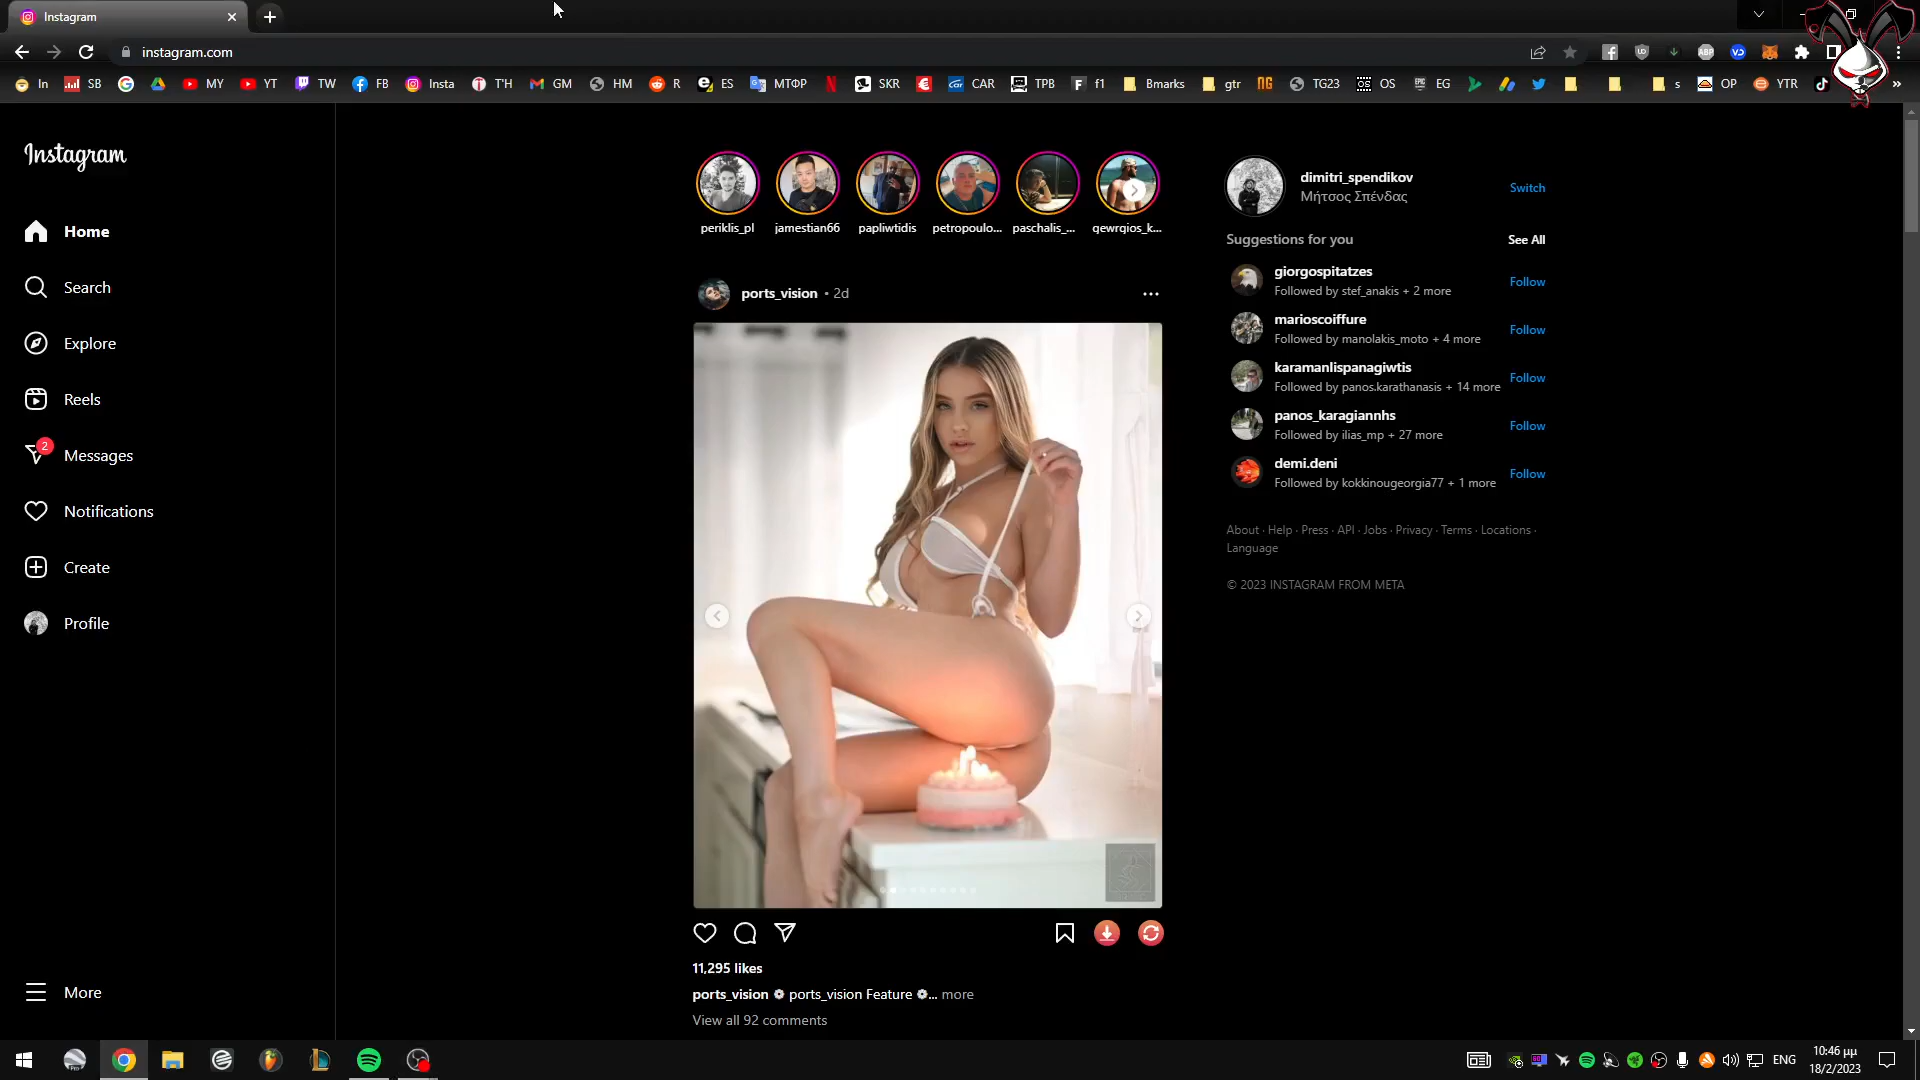 Instagram
instagram.com
In SB MY YT TW FB Insta T'H GM HM R ES ΜΤΦΡ SKR CAR TPB f1 Bmarks gtr NG TG23 OS EG s OP YTR »
Instagram
Home
Search
Explore
Reels
2
Messages
Notifications
Create
Profile
More
periklis_pl jamestian66 papliwtidis petropoulo... paschalis_... qewrqios_k...
ports_vision • 2d
11,295 likes
ports_vision ports_vision Feature ... more
View all 92 comments
dimitri_spendikov
Μήτσος Σπένδας
Switch
Suggestions for you See All
giorgospitatzes
Followed by stef_anakis + 2 more
Follow
marioscoiffure
Followed by manolakis_moto + 4 more
Follow
karamanlispanagiwtis
Followed by panos.karathanasis + 14 more
Follow
panos_karagiannhs
Followed by ilias_mp + 27 more
Follow
demi.deni
Followed by kokkinougeorgia77 + 1 more
Follow
About · Help · Press · API · Jobs · Privacy · Terms · Locations ·
Language
© 2023 INSTAGRAM FROM META
ENG
10:46 μμ
18/2/2023